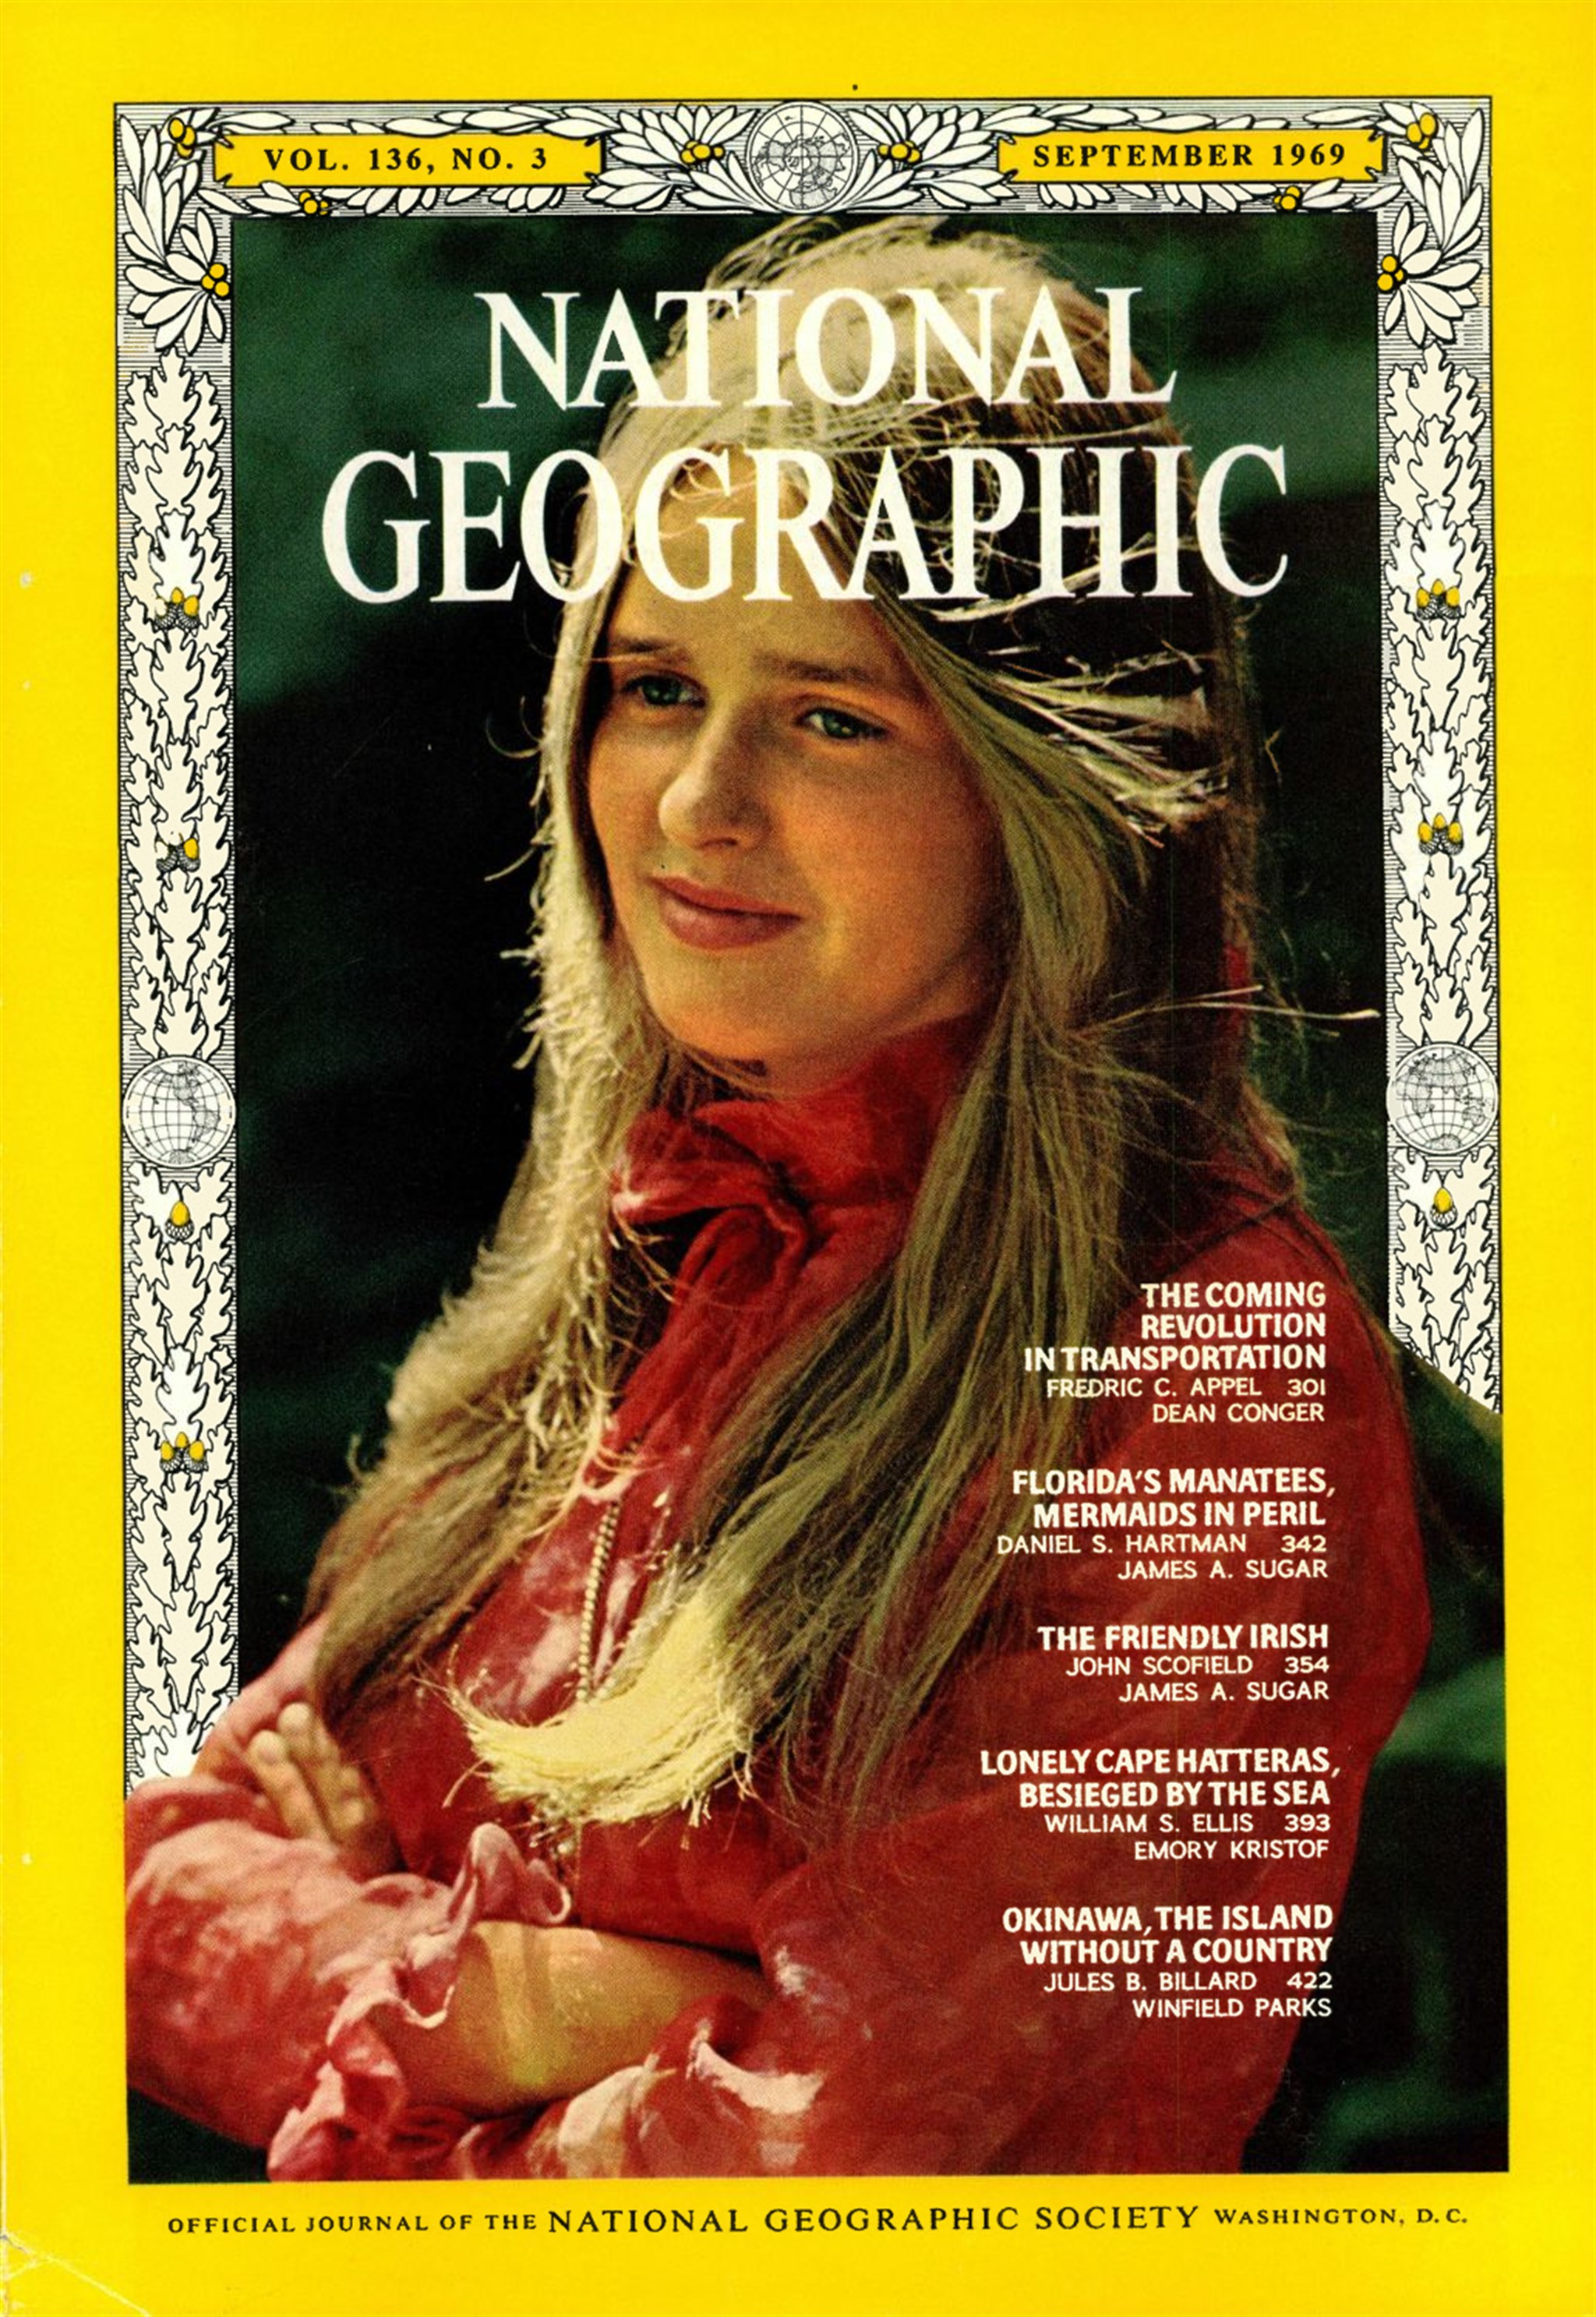 VOL. 136, NO. 3
SEPTEMBER 1969
NATIONAL
GEOGRAPHIC
THE COMING
REVOLUTION
IN TRANSPORTATION
FREDRIC C. APPEL 301
DEAN CONGER
FLORIDA'S MANATEES,
MERMAIDS IN PERIL
DANIEL S. HARTMAN 342
JAMES A. SUGAR
THE FRIENDLY IRISH
JOHN SCOFIELD 354
JAMES A. SUGAR
LONELY CAPE HATTERAS,
BESIEGED BY THE SEA
WILLIAM S. ELLIS 393
EMORY KRISTOF
OKINAWA, THE ISLAND
WITHOUT A COUNTRY
JULES B. BILLARD 422
WINFIELD PARKS
OFFICIAL JOURNAL OF THE NATIONAL GEOGRAPHIC SOCIETY WASHINGTON, D.C.